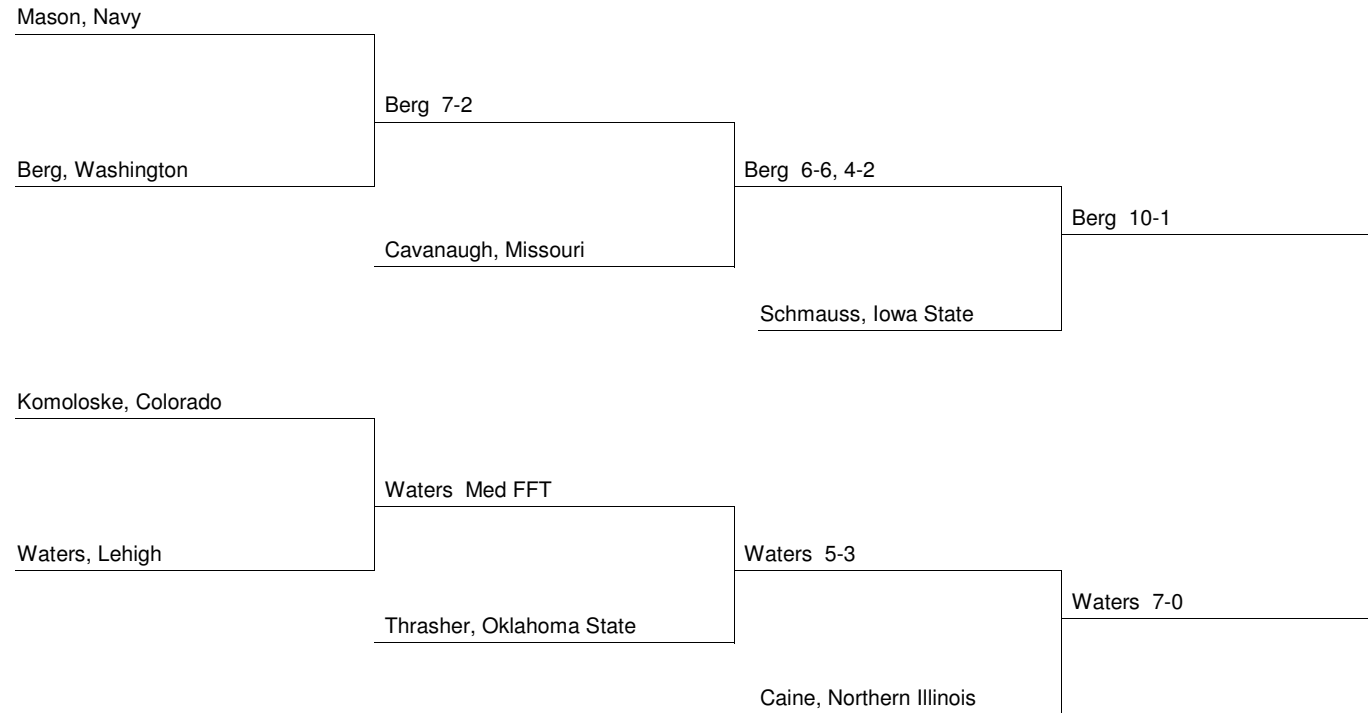 Mason, Navy
Berg 7-2
Berg, Washington
Berg 6-6, 4-2
Berg 10-1
Cavanaugh, Missouri
Schmauss, Iowa State
Komoloske, Colorado
Waters Med FFT
Waters, Lehigh
Waters 5-3
Waters 7-0
Thrasher, Oklahoma State
Caine, Northern Illinois